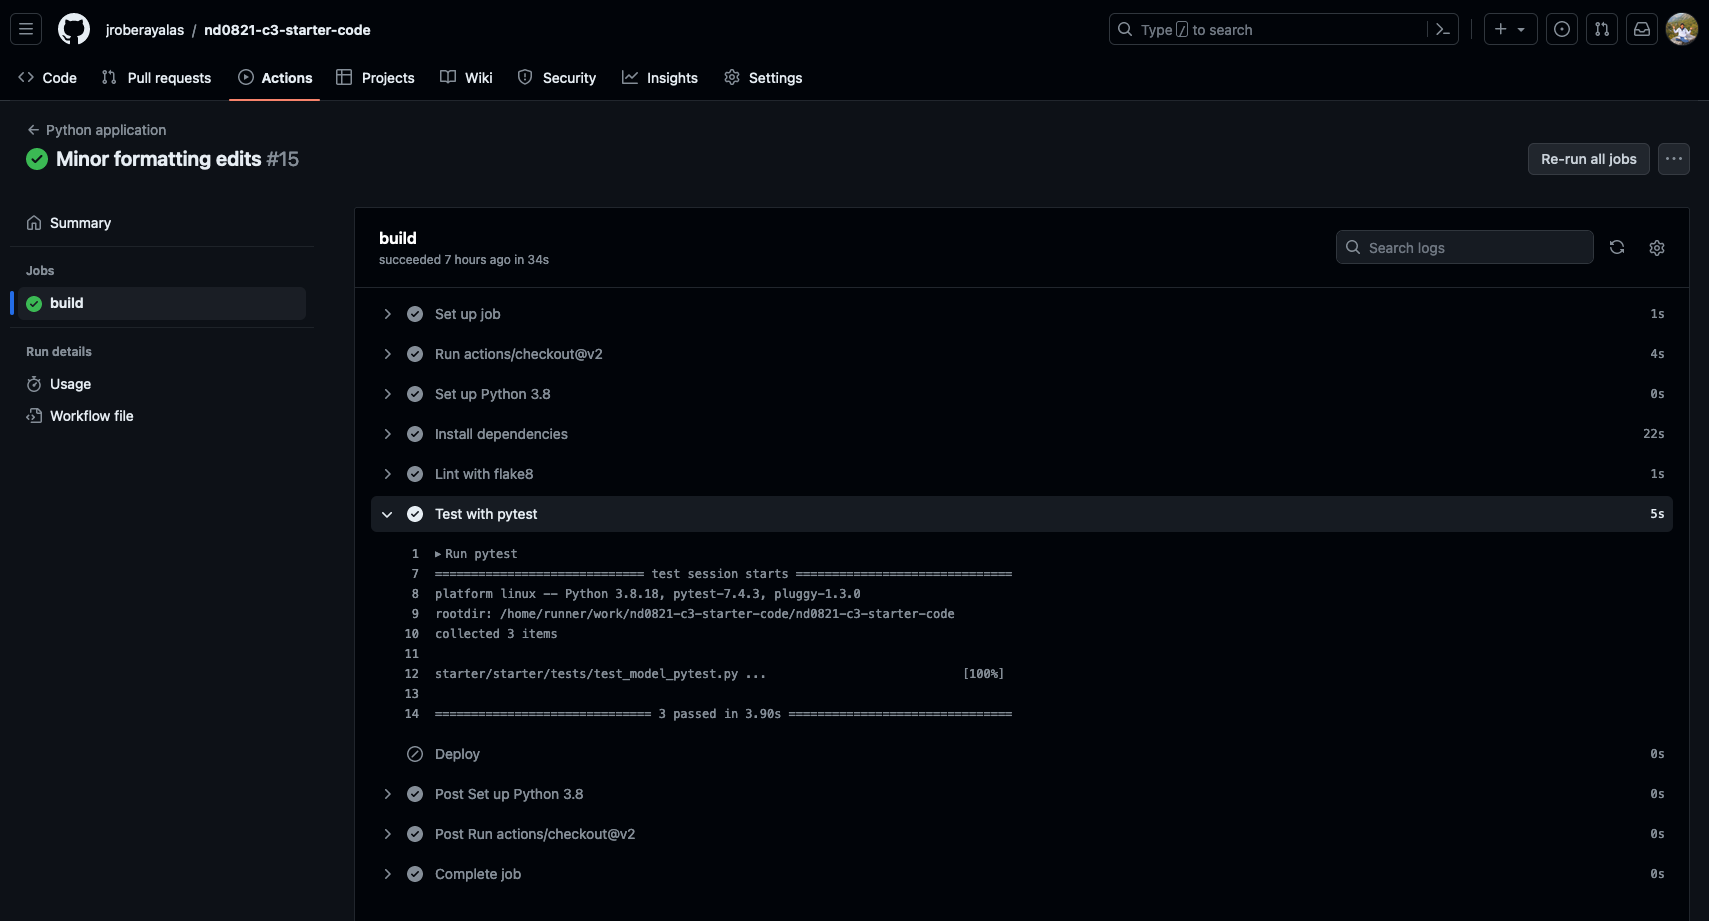 jroberayalas / nd0821-c3-starter-code
Type / to search
Code
Pull requests
Actions
Projects
Wiki
Security
Insights
Settings
← Python application
Minor formatting edits #15
Re-run all jobs
Summary
Jobs
build
Run details
Usage
Workflow file
build
succeeded 7 hours ago in 34s
Search logs
Set up job 1s
Run actions/checkout@v2 4s
Set up Python 3.8 0s
Install dependencies 22s
Lint with flake8 1s
Test with pytest 5s
1 ▸ Run pytest
7 ============================= test session starts ==============================
8 platform linux -- Python 3.8.18, pytest-7.4.3, pluggy-1.3.0
9 rootdir: /home/runner/work/nd0821-c3-starter-code/nd0821-c3-starter-code
10 collected 3 items
11
12 starter/starter/tests/test_model_pytest.py ... [100%]
13
14 ============================== 3 passed in 3.90s ===============================
Deploy 0s
Post Set up Python 3.8 0s
Post Run actions/checkout@v2 0s
Complete job 0s